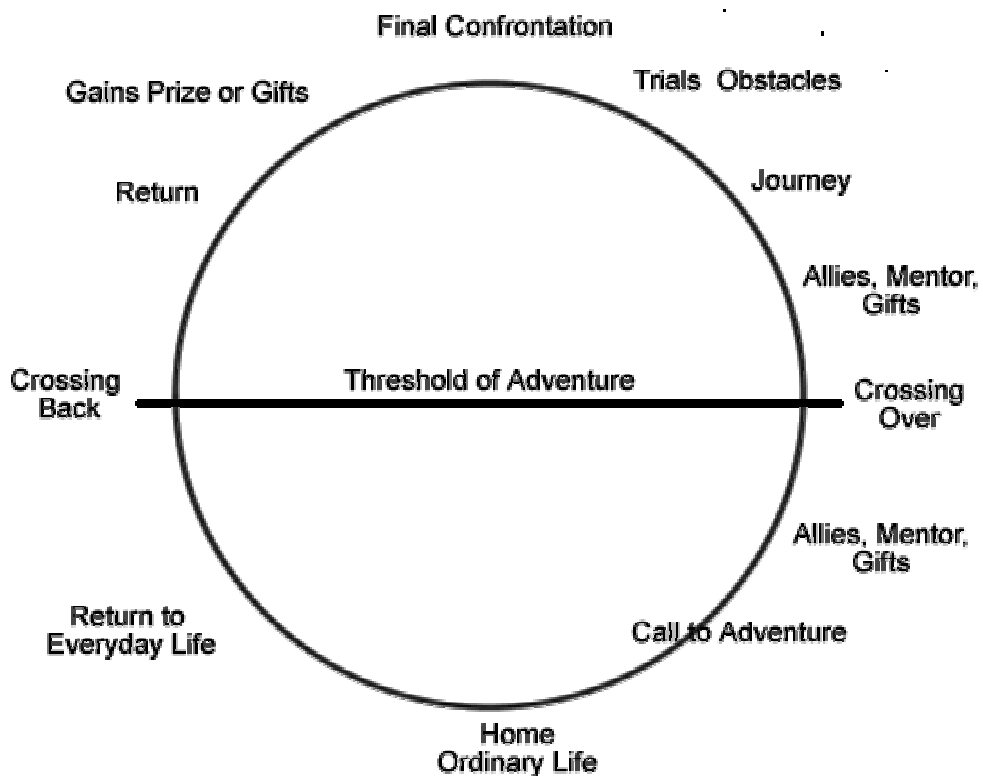 Final Confrontation
Gains Prize or Gifts
Trials Obstacles
Return
Journey
Allies, Mentor,
Gifts
Crossing
Back
Threshold of Adventure
Crossing
Over
Allies, Mentor,
Gifts
Return to
Everyday Life
Call to Adventure
Home
Ordinary Life